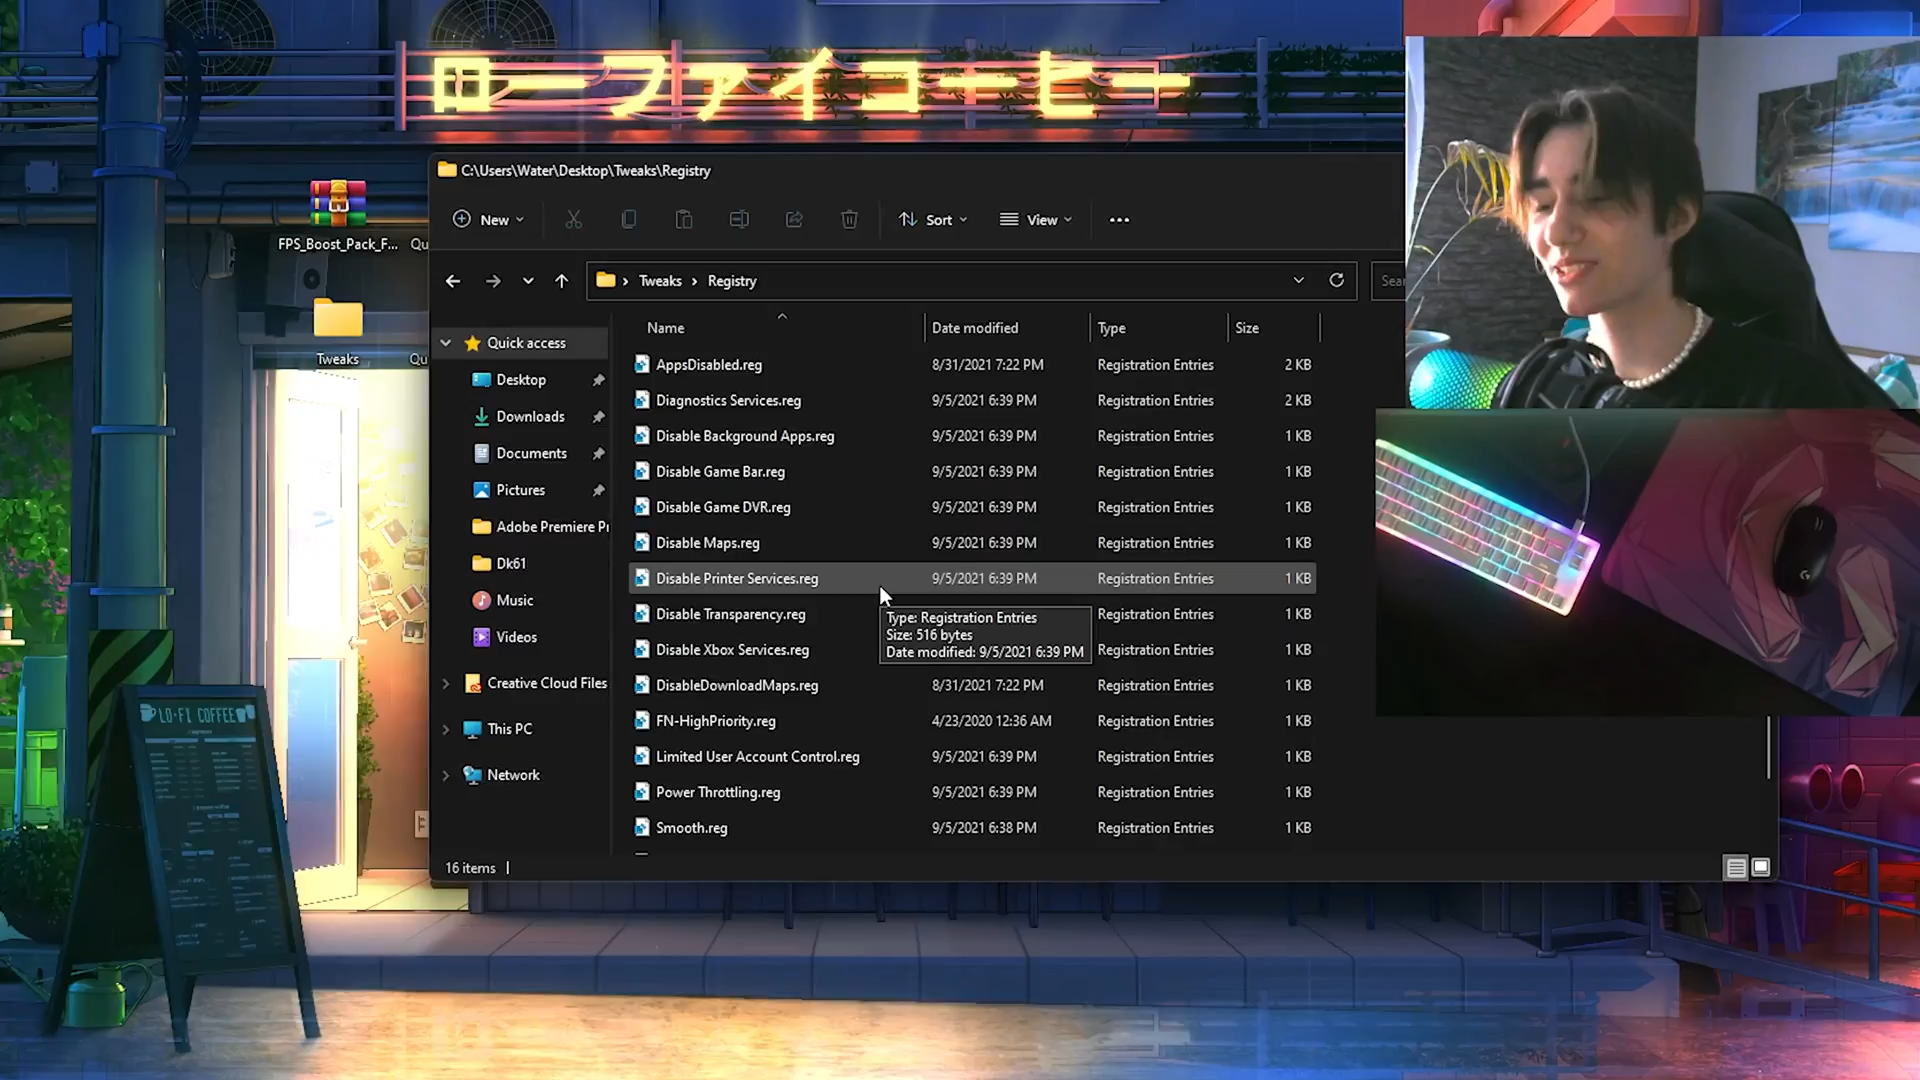 ローファイコーヒー
C:\Users\Water\Desktop\Tweaks\Registry
New
Sort
View
Tweaks
Registry
Sear
Name
Date modified
Type
Size
Quick access
Desktop
Downloads
Documents
Pictures
Adobe Premiere Pr
Dk61
Music
Videos
Creative Cloud Files
This PC
Network
AppsDisabled.reg 8/31/2021 7:22 PM Registration Entries 2 KB
Diagnostics Services.reg 9/5/2021 6:39 PM Registration Entries 2 KB
Disable Background Apps.reg 9/5/2021 6:39 PM Registration Entries 1 KB
Disable Game Bar.reg 9/5/2021 6:39 PM Registration Entries 1 KB
Disable Game DVR.reg 9/5/2021 6:39 PM Registration Entries 1 KB
Disable Maps.reg 9/5/2021 6:39 PM Registration Entries 1 KB
Disable Printer Services.reg 9/5/2021 6:39 PM Registration Entries 1 KB
Disable Transparency.reg Registration Entries 1 KB
Disable Xbox Services.reg Registration Entries 1 KB
Type: Registration Entries
Size: 516 bytes
Date modified: 9/5/2021 6:39 PM
DisableDownloadMaps.reg 8/31/2021 7:22 PM Registration Entries 1 KB
FN-HighPriority.reg 4/23/2020 12:36 AM Registration Entries 1 KB
Limited User Account Control.reg 9/5/2021 6:39 PM Registration Entries 1 KB
Power Throttling.reg 9/5/2021 6:39 PM Registration Entries 1 KB
Smooth.reg 9/5/2021 6:38 PM Registration Entries 1 KB
16 items
FPS_Boost_Pack_F... Qu
Tweaks Qu
LO-FI COFFEE